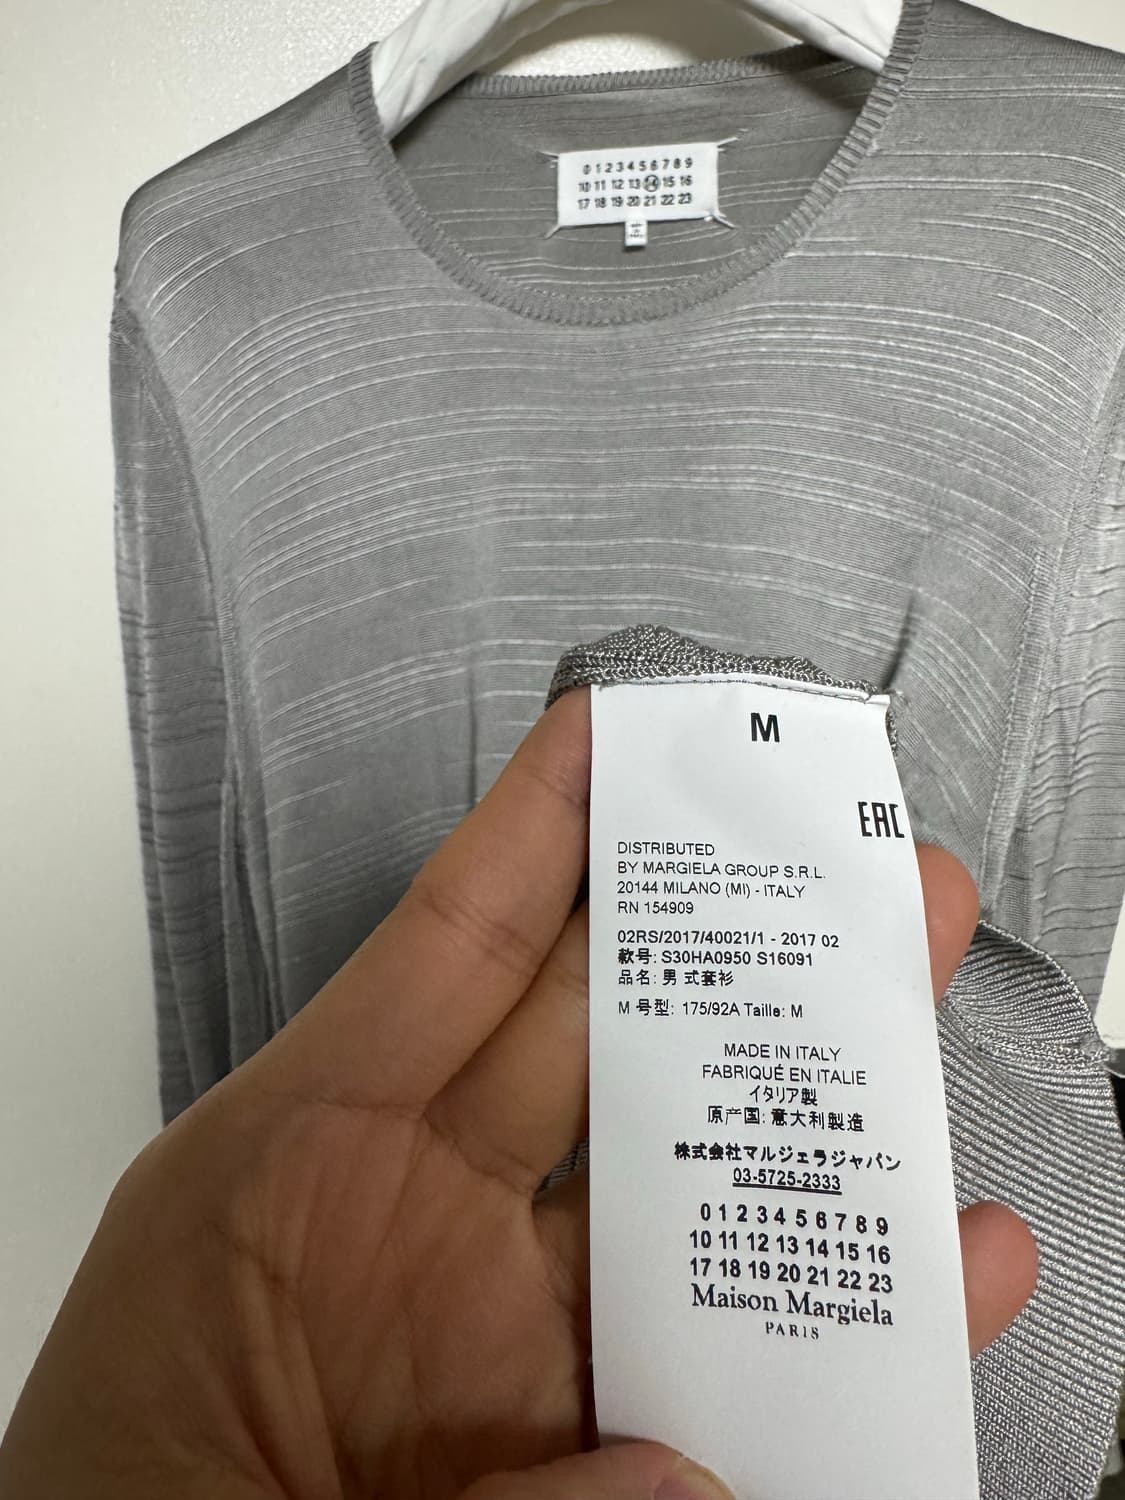 0 1 2 3 4 5 6 7 8 9
10 11 12 13 14 15 16
17 18 19 20 21 22 23
M
EAC
DISTRIBUTED
BY MARGIELA GROUP S.R.L.
20144 MILANO (MI) - ITALY
RN 154909
02RS/2017/40021/1 - 2017 02
款号: S30HA0950 S16091
品名: 男 式套衫
M 号型: 175/92A Taille: M
MADE IN ITALY
FABRIQUÉ EN ITALIE
イタリア製
原产国: 意大利製造
株式会社マルジェラジャパン
03-5725-2333
0 1 2 3 4 5 6 7 8 9
10 11 12 13 14 15 16
17 18 19 20 21 22 23
Maison Margiela
PARIS